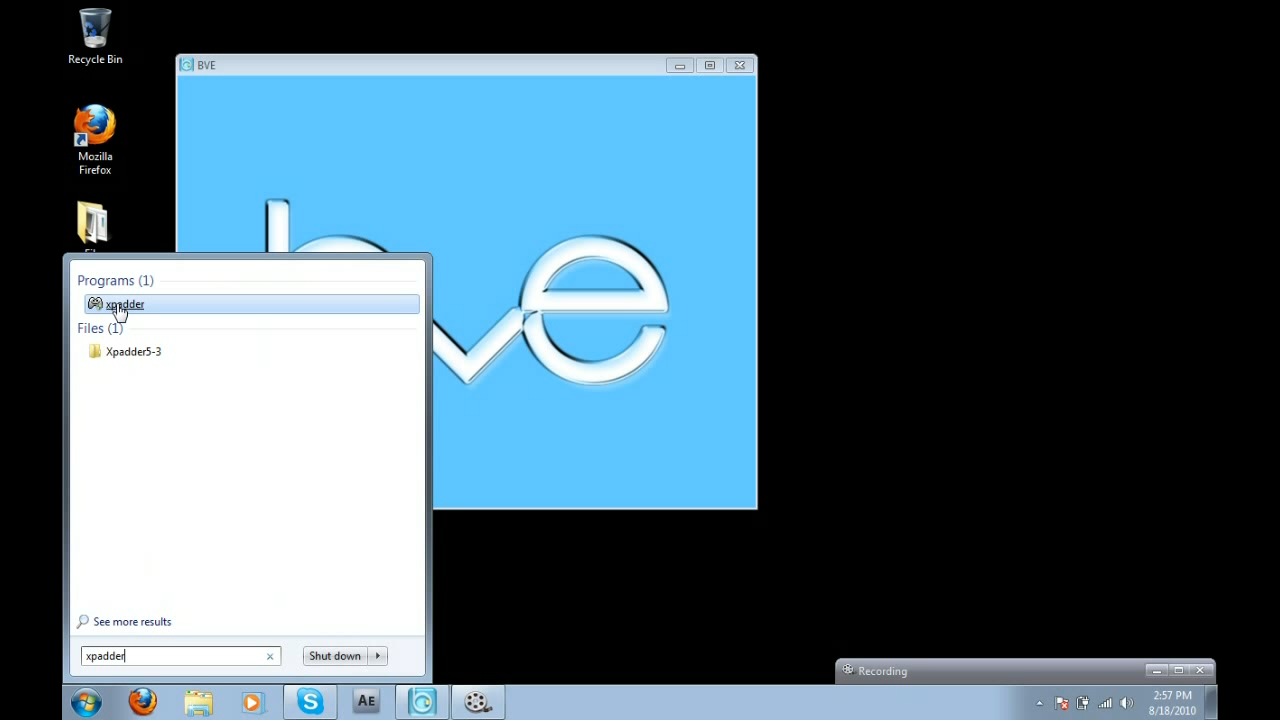 Recycle Bin
BVE
Mozilla
Firefox
bve
Programs (1)
xpadder
Files (1)
Xpadder5-3
See more results
xpadder
Shut down
Recording
AE
2:57 PM
8/18/2010